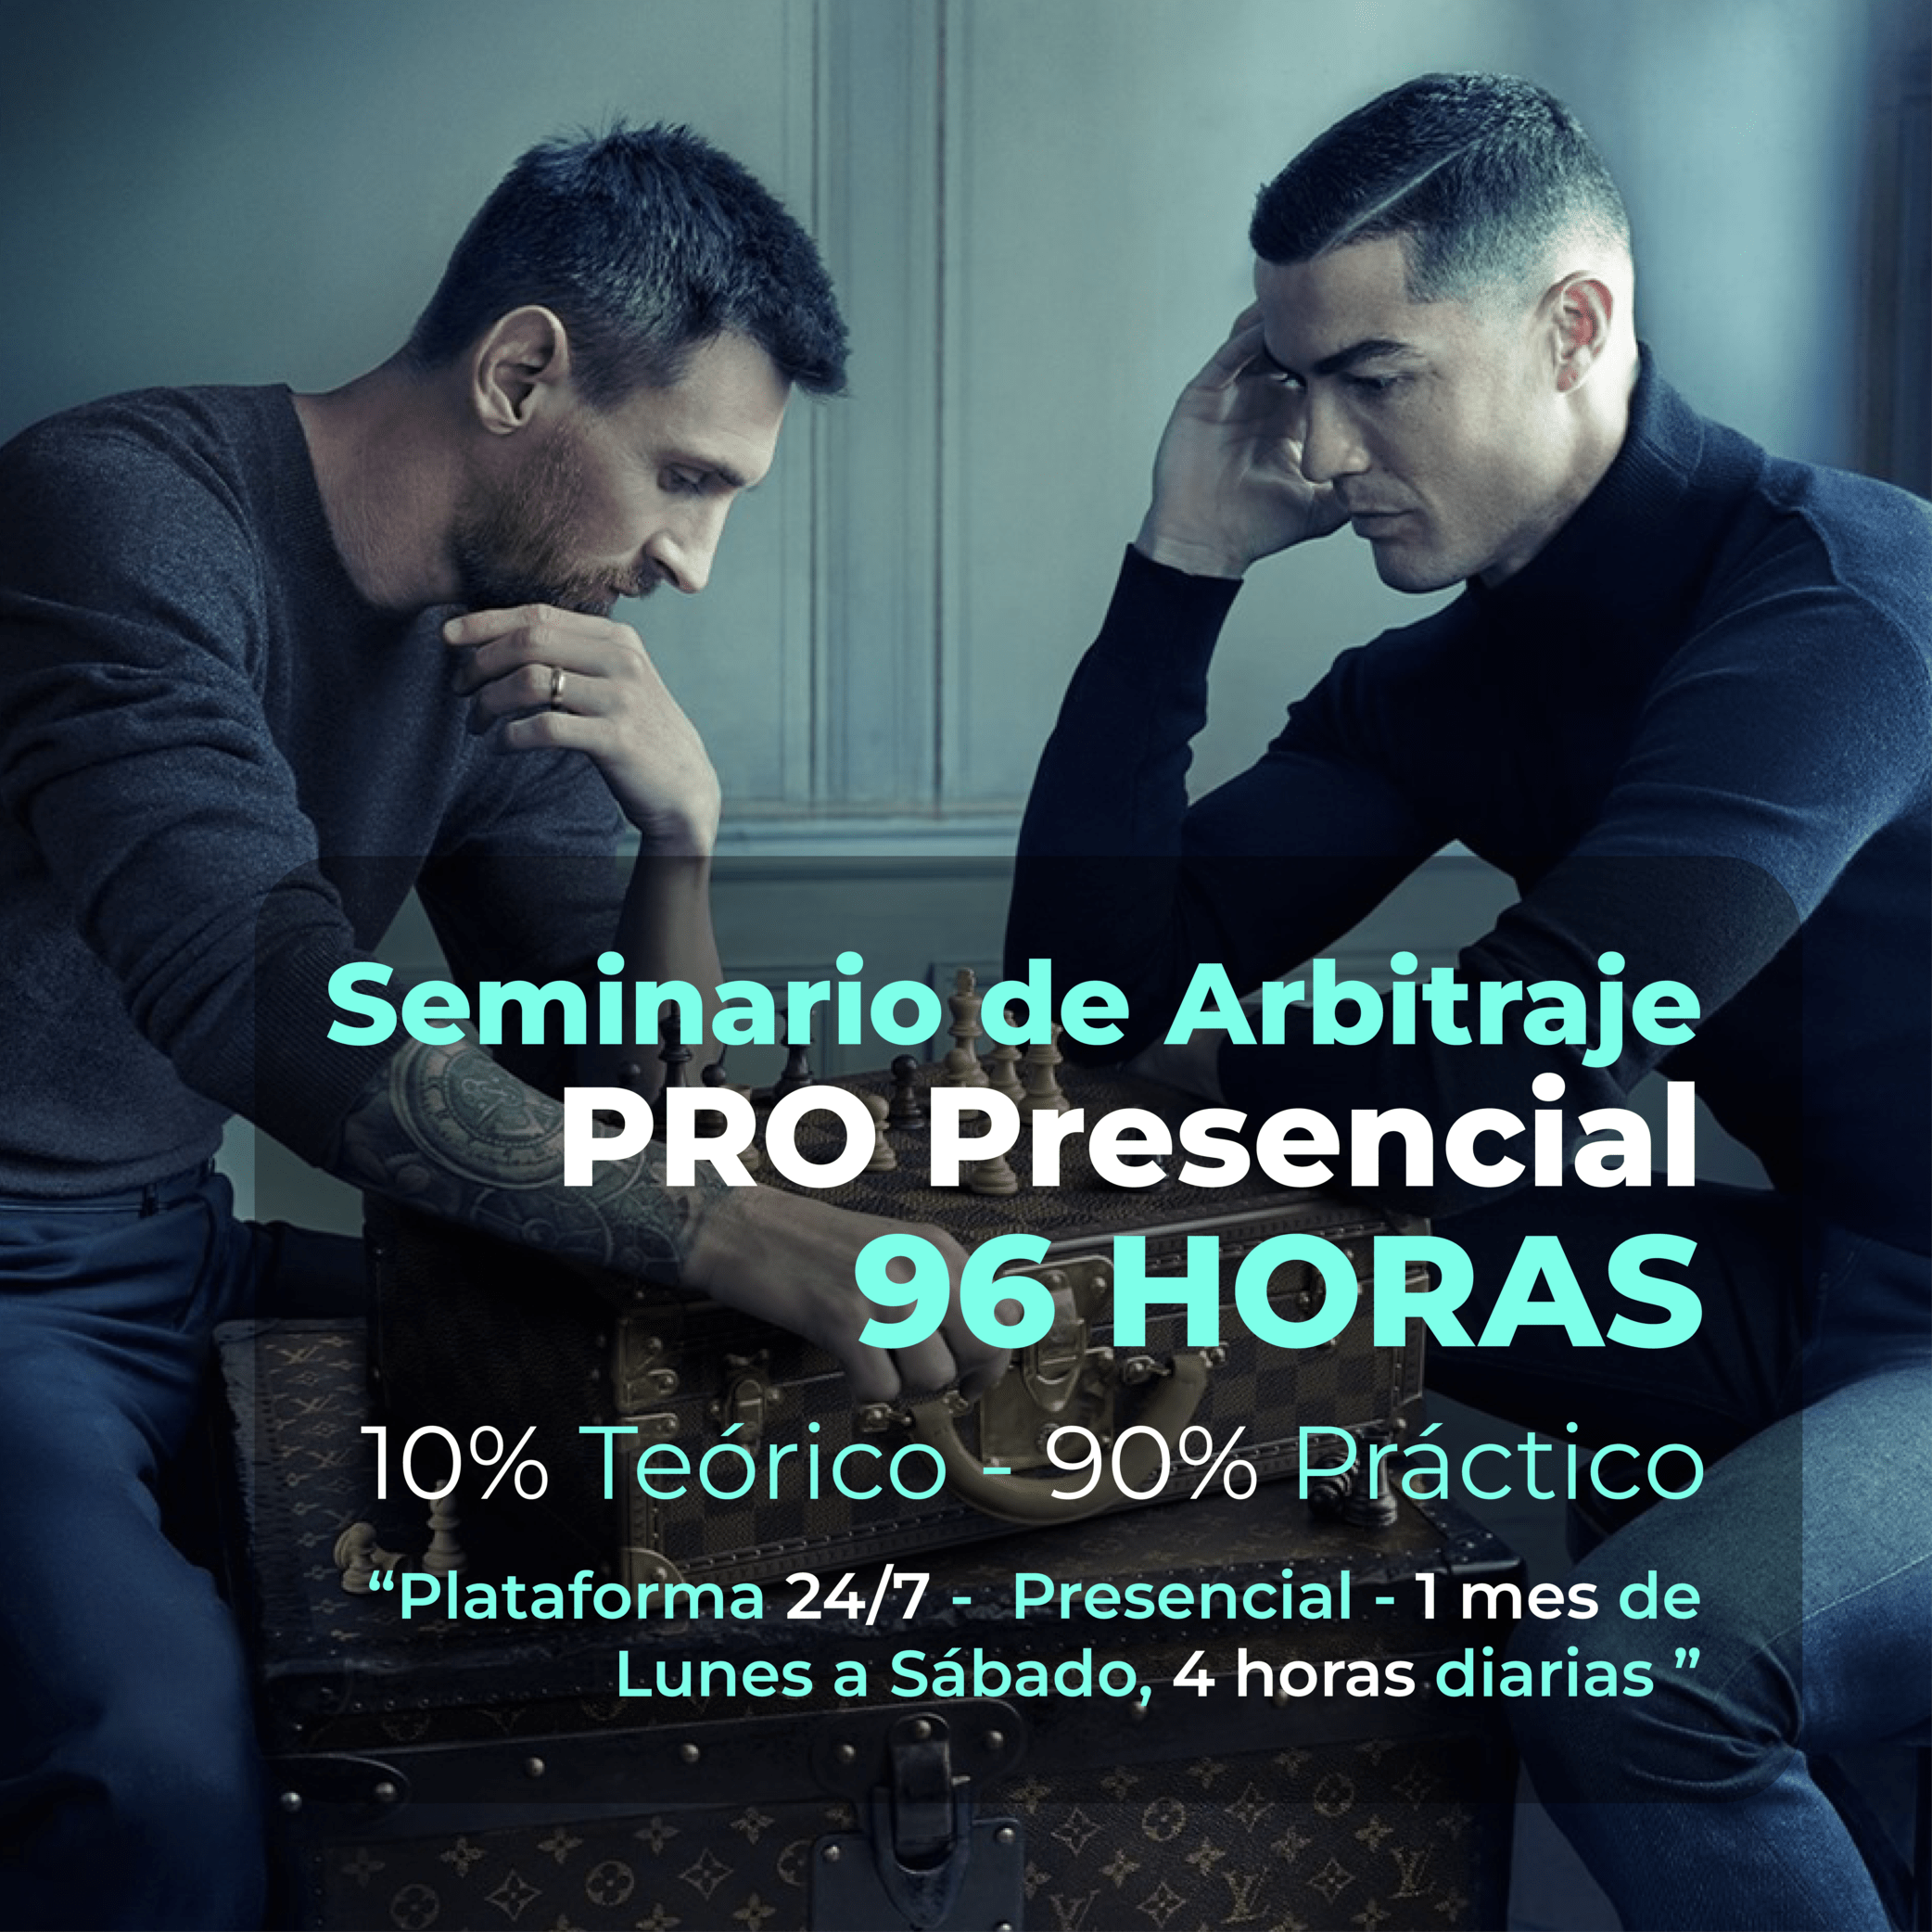 Seminario de Arbitraje
PRO Presencial
96 HORAS
10% Teórico - 90% Práctico
“Plataforma 24/7 - Presencial - 1 mes de
Lunes a Sábado, 4 horas diarias ”